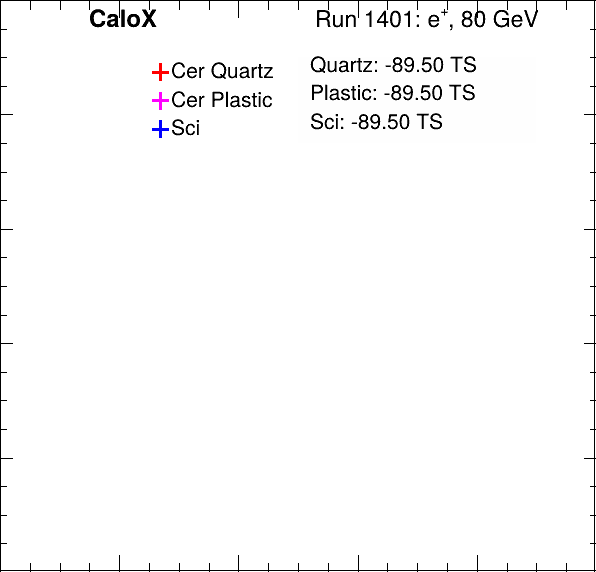 CaloX Run 1401: e+, 80 GeV
Cer Quartz Quartz: -89.50 TS
Cer Plastic Plastic: -89.50 TS
Sci Sci: -89.50 TS